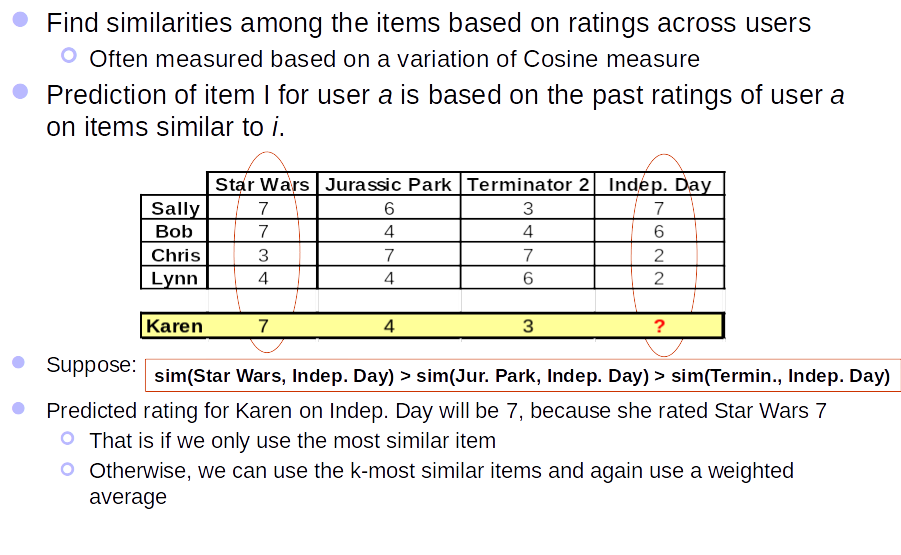 Find similarities among the items based on ratings across users
Often measured based on a variation of Cosine measure
Prediction of item I for user a is based on the past ratings of user a
on items similar to i.
Star Wars Jurassic Park Terminator 2 Indep. Day
Sally 7 6 3 7
Bob 7 4 4 6
Chris 3 7 7 2
Lynn 4 4 6 2
Karen 7 4 3 ?
Suppose: sim(Star Wars, Indep. Day) > sim(Jur. Park, Indep. Day) > sim(Termin., Indep. Day)
Predicted rating for Karen on Indep. Day will be 7, because she rated Star Wars 7
That is if we only use the most similar item
Otherwise, we can use the k-most similar items and again use a weighted
average